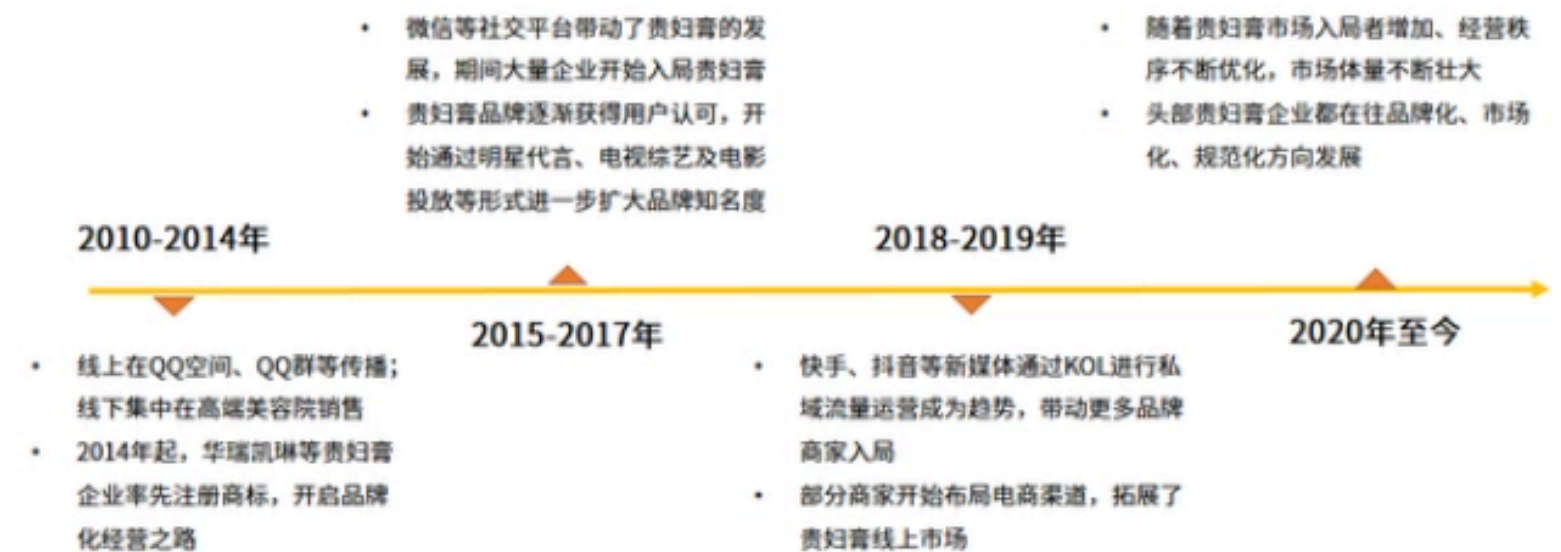 2010-2014年
• 线上在QQ空间、QQ群等传播；
线下集中在高端美容院销售
• 2014年起，华瑞凯琳等贵妇膏
企业率先注册商标，开启品牌
化经营之路
• 微信等社交平台带动了贵妇膏的发
展，期间大量企业开始入局贵妇膏
• 贵妇膏品牌逐渐获得用户认可，开
始通过明星代言、电视综艺及电影
投放等形式进一步扩大品牌知名度
2015-2017年
2018-2019年
• 快手、抖音等新媒体通过KOL进行私
域流量运营成为趋势，带动更多品牌
商家入局
• 部分商家开始布局电商渠道，拓展了
贵妇膏线上市场
• 随着贵妇膏市场入局者增加、经营秩
序不断优化，市场体量不断壮大
• 头部贵妇膏企业都在往品牌化、市场
化、规范化方向发展
2020年至今